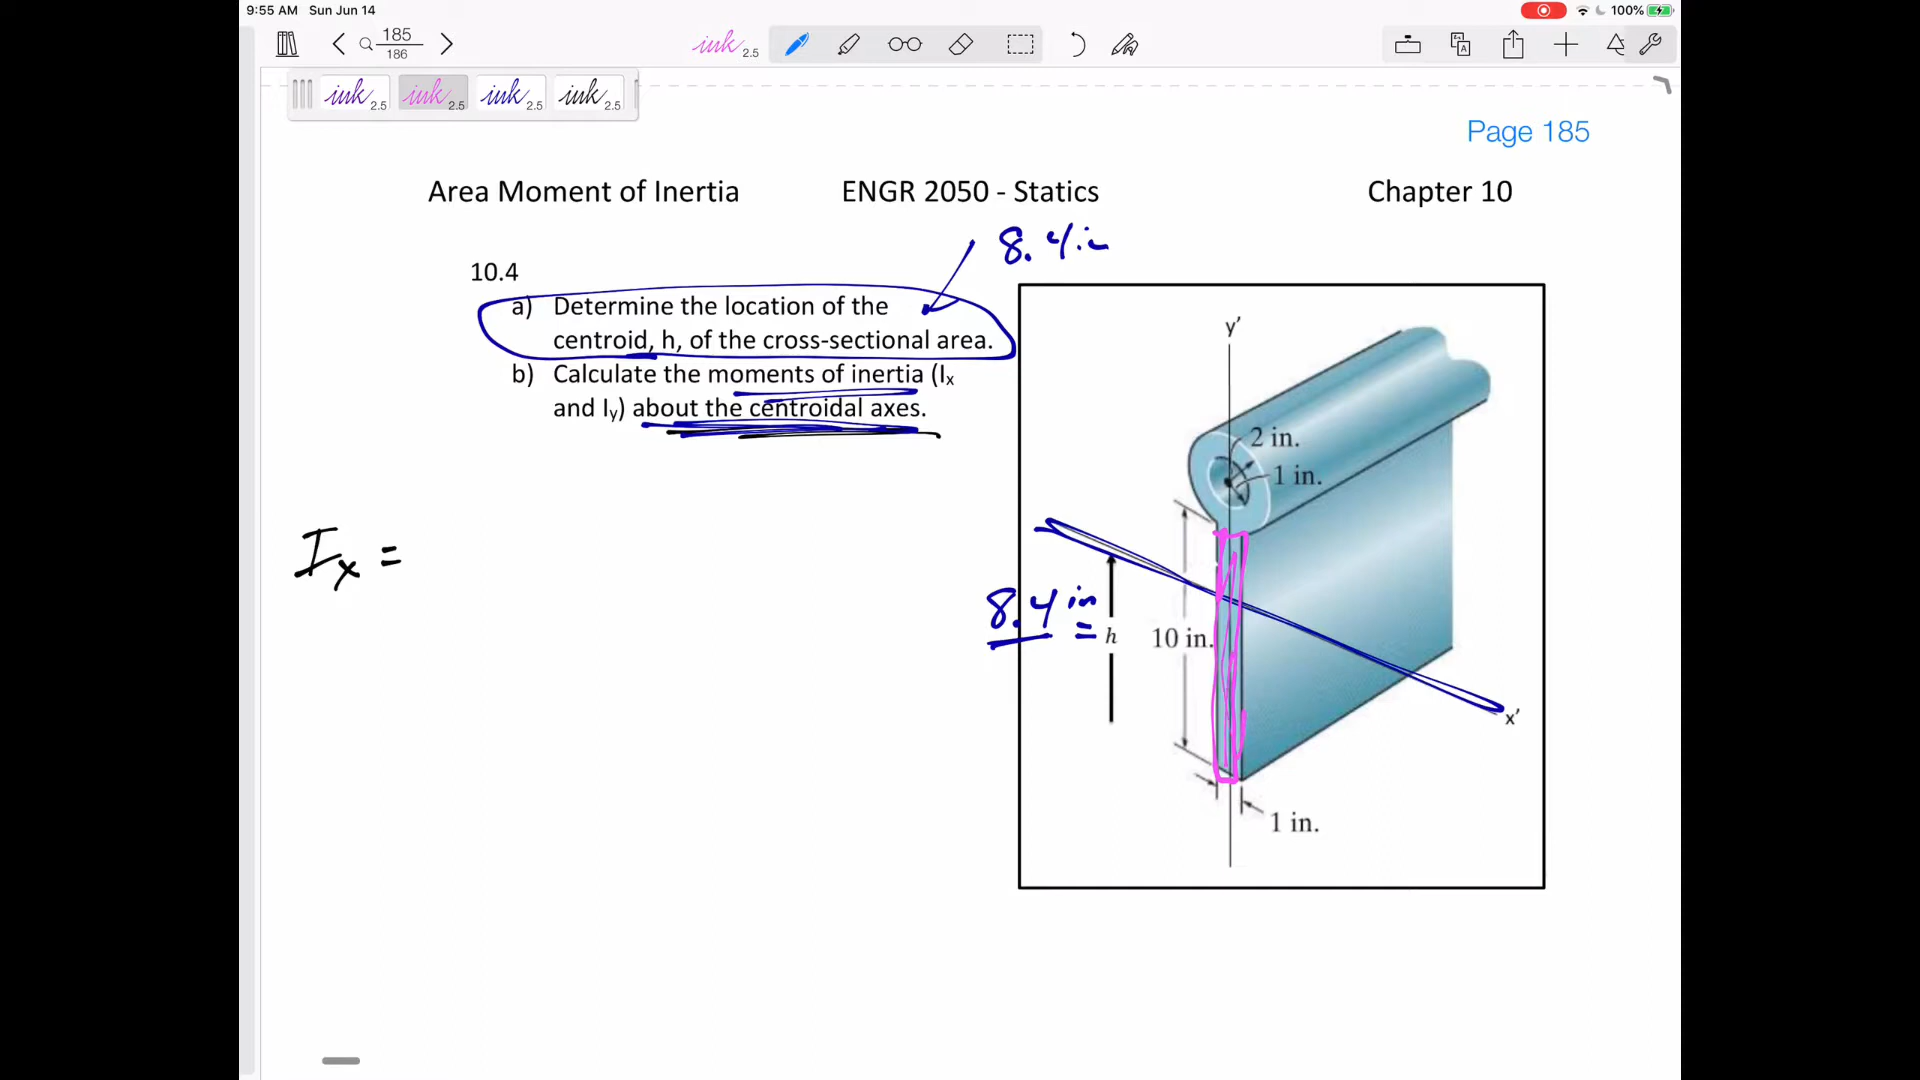 9:55 AM Sun Jun 14
100%
185
186
ink 2.5
ink 2.5 ink 2.5 ink 2.5 ink 2.5
Page 185
Area Moment of Inertia ENGR 2050 - Statics Chapter 10
8.4 in
10.4
a) Determine the location of the
centroid, h, of the cross-sectional area.
b) Calculate the moments of inertia (Ix
and Iy) about the centroidal axes.
y'
2 in.
1 in.
Ix =
8.4 in = h
10 in.
x'
1 in.